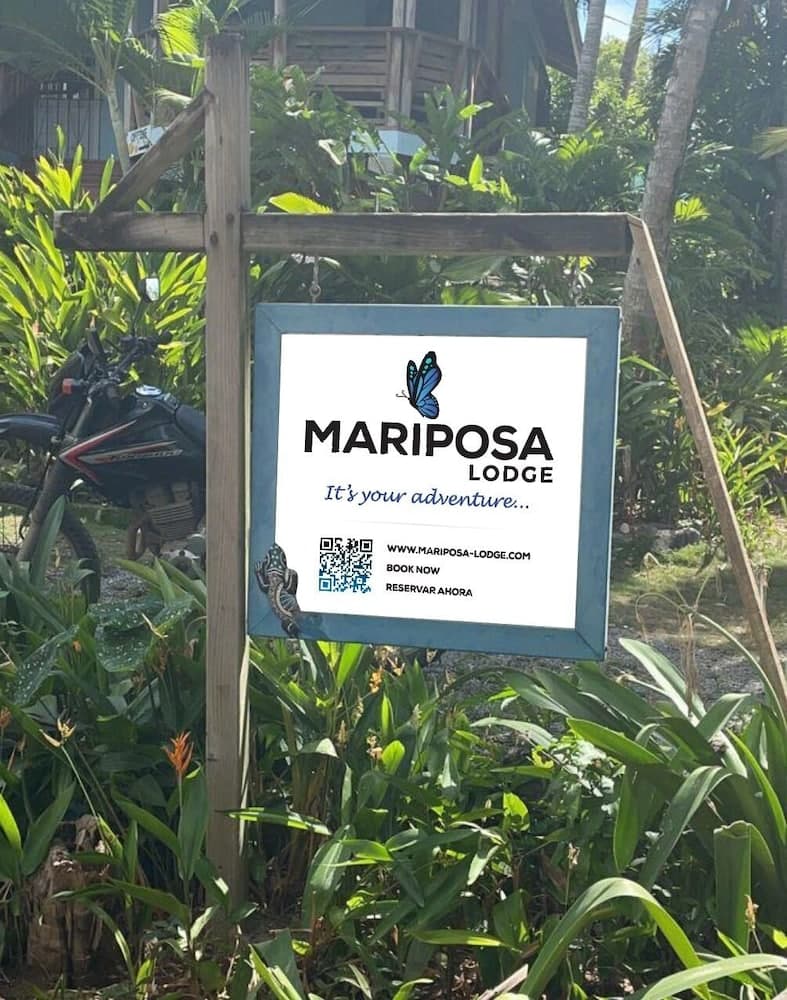 MARIPOSA
LODGE
It's your adventure...
WWW.MARIPOSA-LODGE.COM
BOOK NOW
RESERVAR AHORA